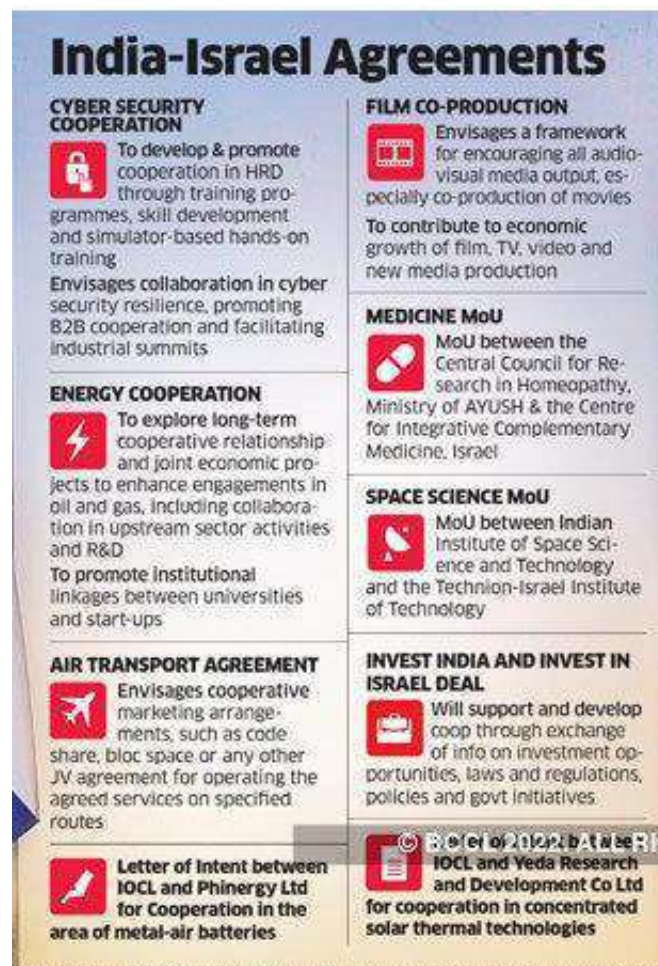 India-Israel Agreements
CYBER SECURITY
COOPERATION
To develop & promote
cooperation in HRD
through training pro-
grammes, skill development
and simulator-based hands-on
training
Envisages collaboration in cyber
security resilience, promoting
B2B cooperation and facilitating
industrial summits
ENERGY COOPERATION
To explore long-term
cooperative relationship
and joint economic pro-
jects to enhance engagements in
oil and gas, including collabora-
tion in upstream sector activities
and R&D
To promote institutional
linkages between universities
and start-ups
AIR TRANSPORT AGREEMENT
Envisages cooperative
marketing arrange-
ments, such as code
share, bloc space or any other
JV agreement for operating the
agreed services on specified
routes
Letter of Intent between
IOCL and Phinergy Ltd
for Cooperation in the
area of metal-air batteries
FILM CO-PRODUCTION
Envisages a framework
for encouraging all audio-
visual media output, es-
pecially co-production of movies
To contribute to economic
growth of film, TV, video and
new media production
MEDICINE MoU
MoU between the
Central Council for Re-
search in Homeopathy,
Ministry of AYUSH & the Centre
for Integrative Complementary
Medicine, Israel
SPACE SCIENCE MoU
MoU between Indian
Institute of Space Sci-
ence and Technology
and the Technion-Israel Institute
of Technology
INVEST INDIA AND INVEST IN
ISRAEL DEAL
Will support and develop
coop through exchange
of info on investment op-
portunities, laws and regulations,
policies and govt initiatives
Letter of Intent between
IOCL and Yeda Research
and Development Co Ltd
for cooperation in concentrated
solar thermal technologies